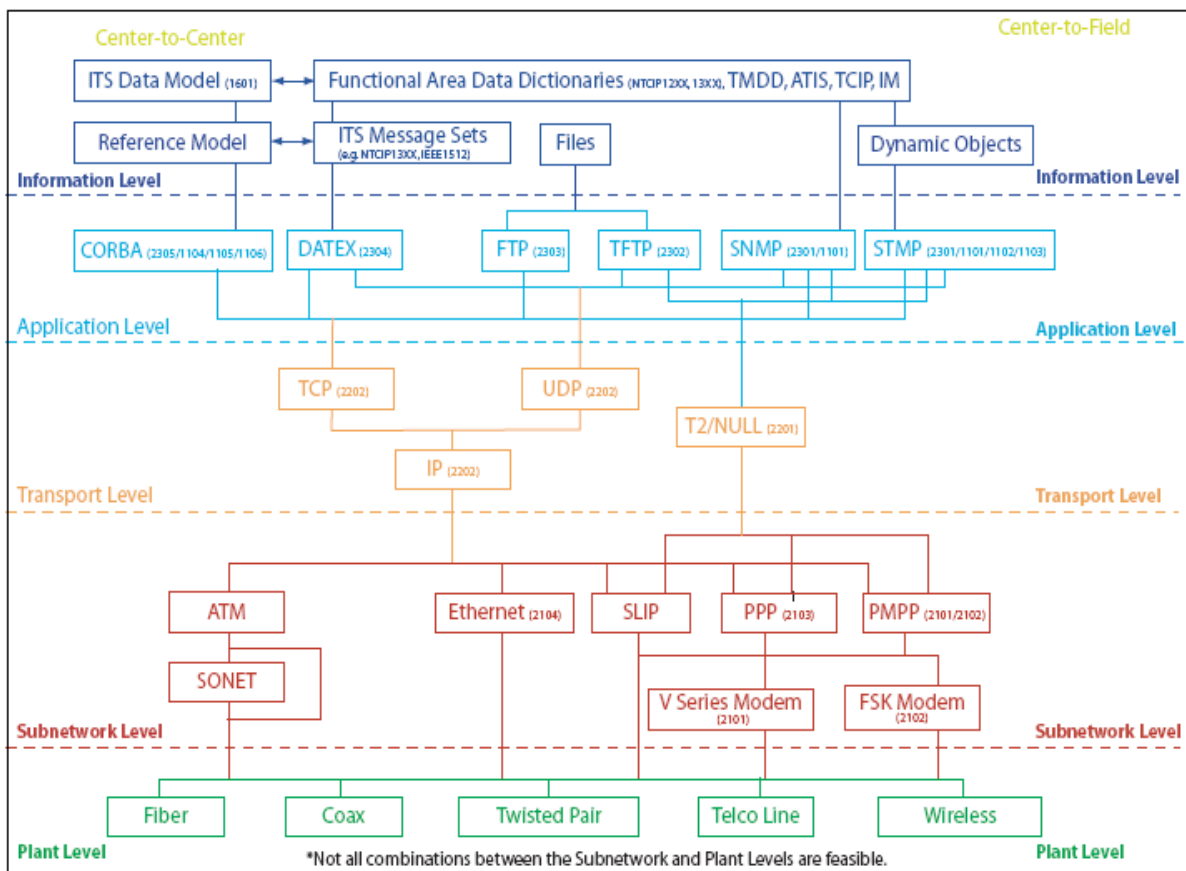 Center-to-Center
Center-to-Field
ITS Data Model (1601)
Functional Area Data Dictionaries (NTCIP12XX, 13XX), TMDD, ATIS, TCIP, IM
Reference Model
ITS Message Sets
(e.g. NTCIP13XX, IEEE1512)
Files
Dynamic Objects
Information Level
Information Level
CORBA (2305/1104/1105/1106)
DATEX (2304)
FTP (2303)
TFTP (2302)
SNMP (2301/1101)
STMP (2301/1101/1102/1103)
Application Level
Application Level
TCP (2202)
UDP (2202)
T2/NULL (2201)
IP (2202)
Transport Level
Transport Level
ATM
Ethernet (2104)
SLIP
PPP (2103)
PMPP (2101/2102)
SONET
V Series Modem
(2101)
FSK Modem
(2102)
Subnetwork Level
Subnetwork Level
Fiber
Coax
Twisted Pair
Telco Line
Wireless
Plant Level
*Not all combinations between the Subnetwork and Plant Levels are feasible.
Plant Level